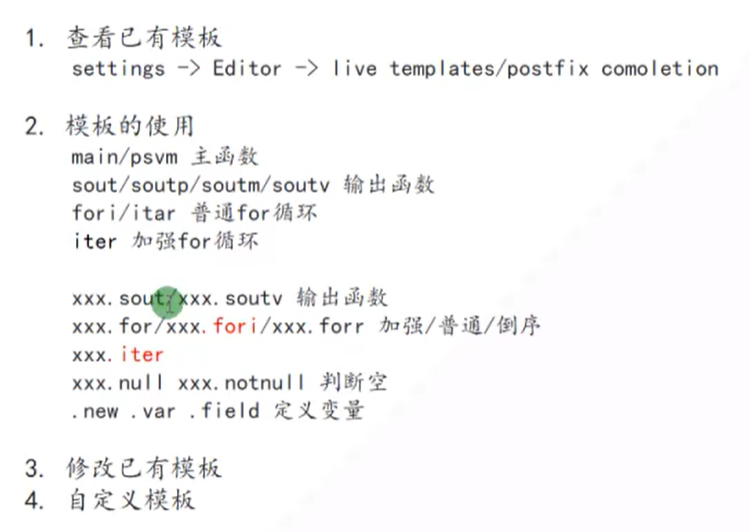 1. 查看已有模板
settings -> Editor -> live templates/postfix comoletion
2. 模板的使用
main/psvm 主函数
sout/soutp/soutm/soutv 输出函数
fori/itar 普通for循环
iter 加强for循环
xxx.sout/xxx.soutv 输出函数
xxx.for/xxx.fori/xxx.forr 加强/普通/倒序
xxx.iter
xxx.null xxx.notnull 判断空
.new .var .field 定义变量
3. 修改已有模板
4. 自定义模板